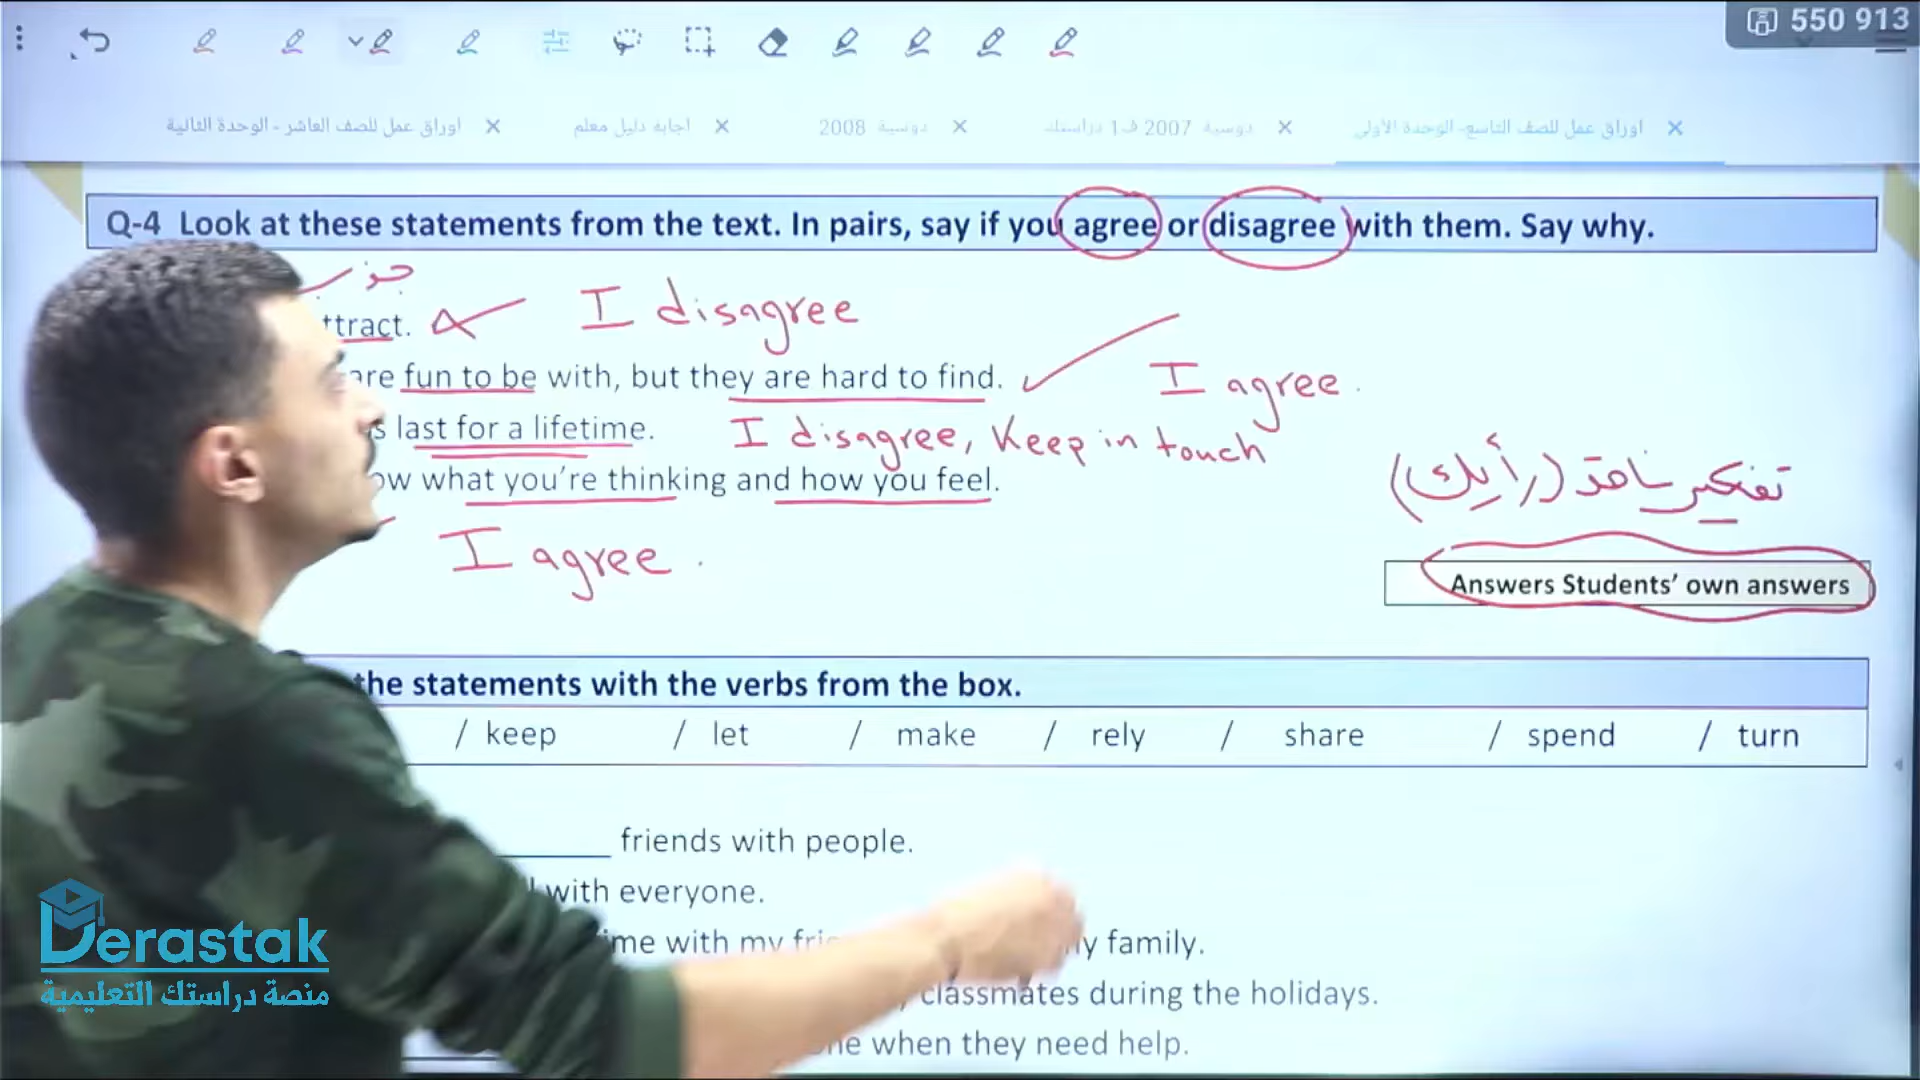 550 913
اوراق عمل للصف العاشر - الوحدة الثانية ×
اجابة دليل معلم ×
دوسية 2008 ×
دوسية 2007 ف1 دراستك ×
اوراق عمل للصف التاسع- الوحدة الاولى ×
Q-4 Look at these statements from the text. In pairs, say if you agree or disagree with them. Say why.
جذب
ttract. I disagree
are fun to be with, but they are hard to find. I agree.
s last for a lifetime. I disagree, Keep in touch
ow what you're thinking and how you feel.
تفكير ناقد (رأيك)
I agree.
Answers Students' own answers
the statements with the verbs from the box.
/ keep / let / make / rely / share / spend / turn
friends with people.
with everyone.
ime with my family.
classmates during the holidays.
ne when they need help.
Derastak
منصة دراستك التعليمية